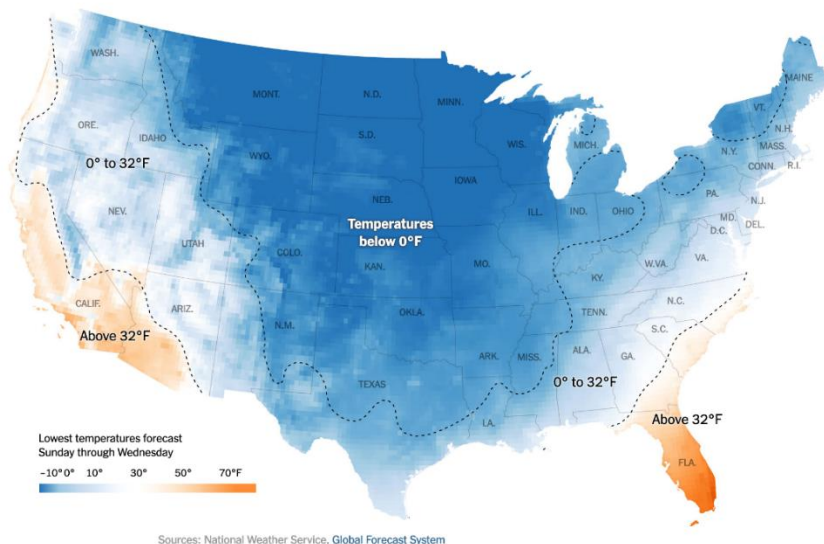 WASH.
MAINE
MONT.
N.D.
MINN.
VT.
ORE.
N.H.
IDAHO
S.D.
WIS.
MICH.
N.Y.
MASS.
0° to 32°F
WYO.
CONN.
R.I.
IOWA
PA.
NEB.
N.J.
NEV.
ILL.
IND.
OHIO
MD.
DEL.
Temperatures
below 0°F
D.C.
UTAH
COLO.
W.VA.
VA.
KAN.
MO.
KY.
CALIF.
ARIZ.
N.C.
OKLA.
TENN.
N.M.
S.C.
Above 32°F
ARK.
MISS.
ALA.
GA.
TEXAS
0° to 32°F
LA.
Above 32°F
FLA.
Lowest temperatures forecast
Sunday through Wednesday
–10° 0° 10° 30° 50° 70°F
Sources: National Weather Service, Global Forecast System